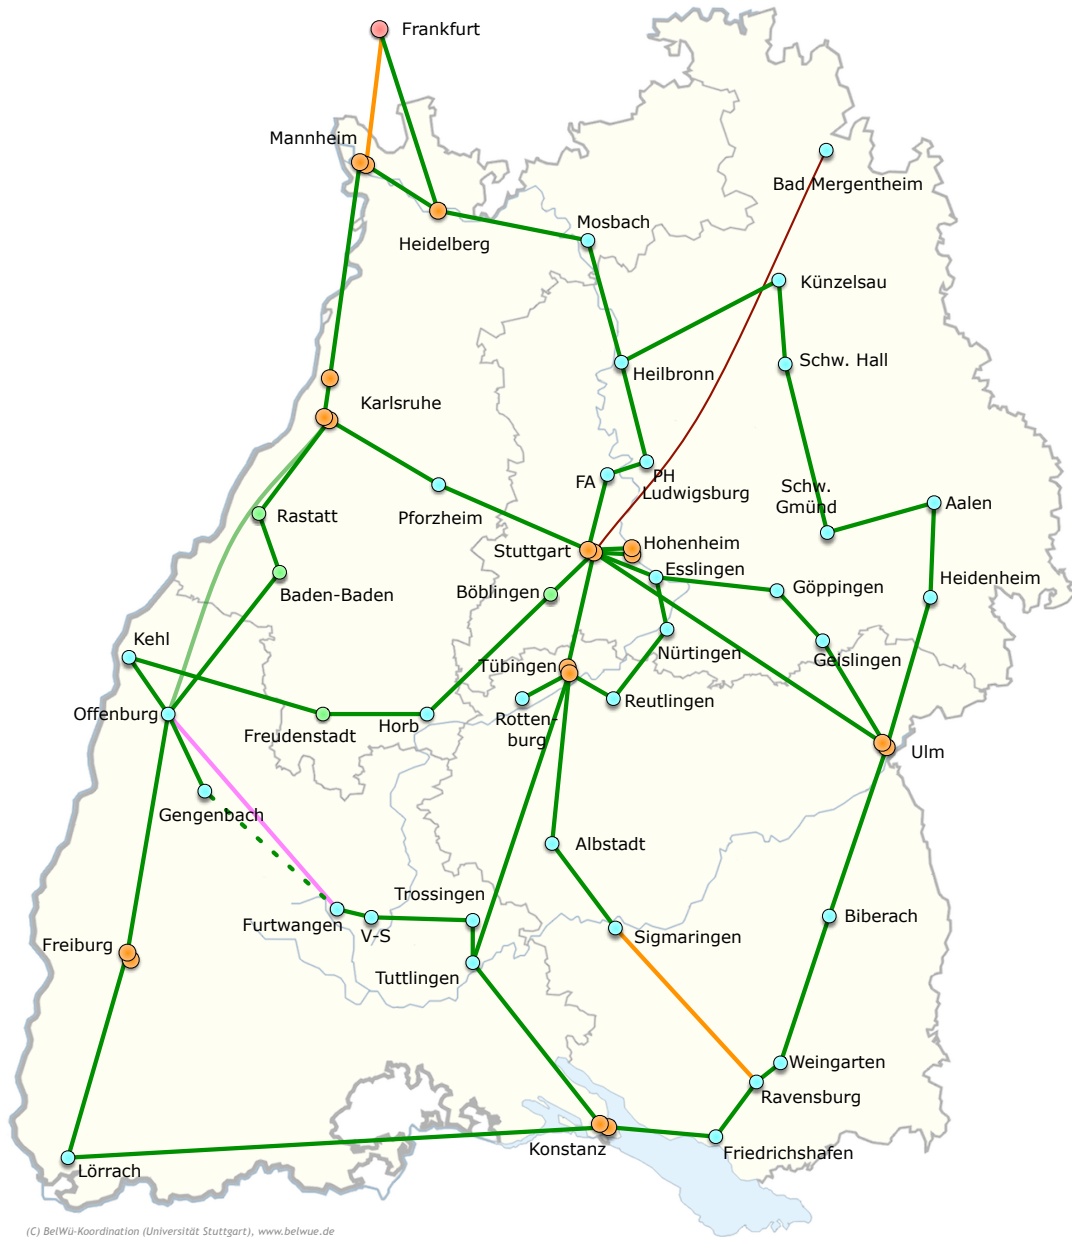 Frankfurt
Mannheim
Bad Mergentheim
Mosbach
Heidelberg
Künzelsau
Schw. Hall
Heilbronn
Karlsruhe
PH
FA
Ludwigsburg
Schw.
Gmünd
Aalen
Rastatt
Pforzheim
Stuttgart
Hohenheim
Esslingen
Heidenheim
Göppingen
Böblingen
Baden-Baden
Kehl
Nürtingen
Geislingen
Tübingen
Reutlingen
Offenburg
Rotten-
burg
Horb
Freudenstadt
Ulm
Gengenbach
Albstadt
Trossingen
Biberach
Furtwangen
V-S
Sigmaringen
Freiburg
Tuttlingen
Weingarten
Ravensburg
Konstanz
Friedrichshafen
Lörrach
(C) BelWü-Koordination (Universität Stuttgart), www.belwue.de